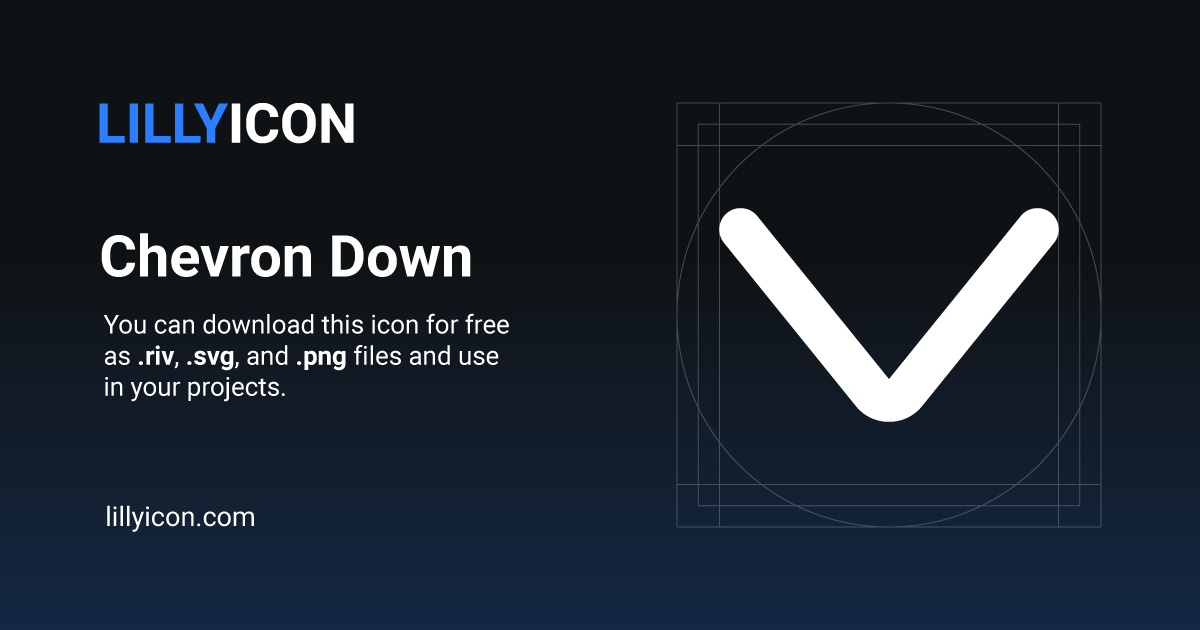 LILLYICON
Chevron Down
You can download this icon for free
as .riv, .svg, and .png files and use
in your projects.
lillyicon.com